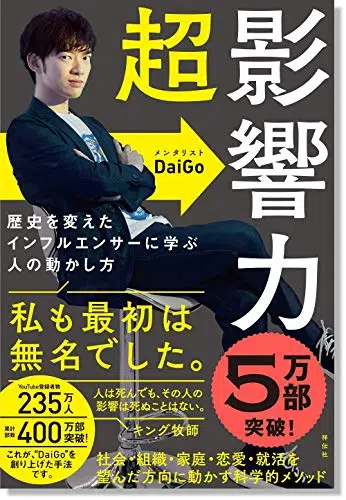 超影響力
メンタリスト
DaiGo
歴史を変えた
インフルエンサーに学ぶ
人の動かし方
私も最初は
無名でした。
YouTube登録者数
235万人
累計部数
400万部突破!
これが、“DaiGo”を
創り上げた手法
です。
人は死んでも、その人の
影響は死ぬことはない。
キング牧師
5万部
突破!
祥伝社
社会・組織・家庭・恋愛・就活を
望んだ方向に動かす科学的メソッド